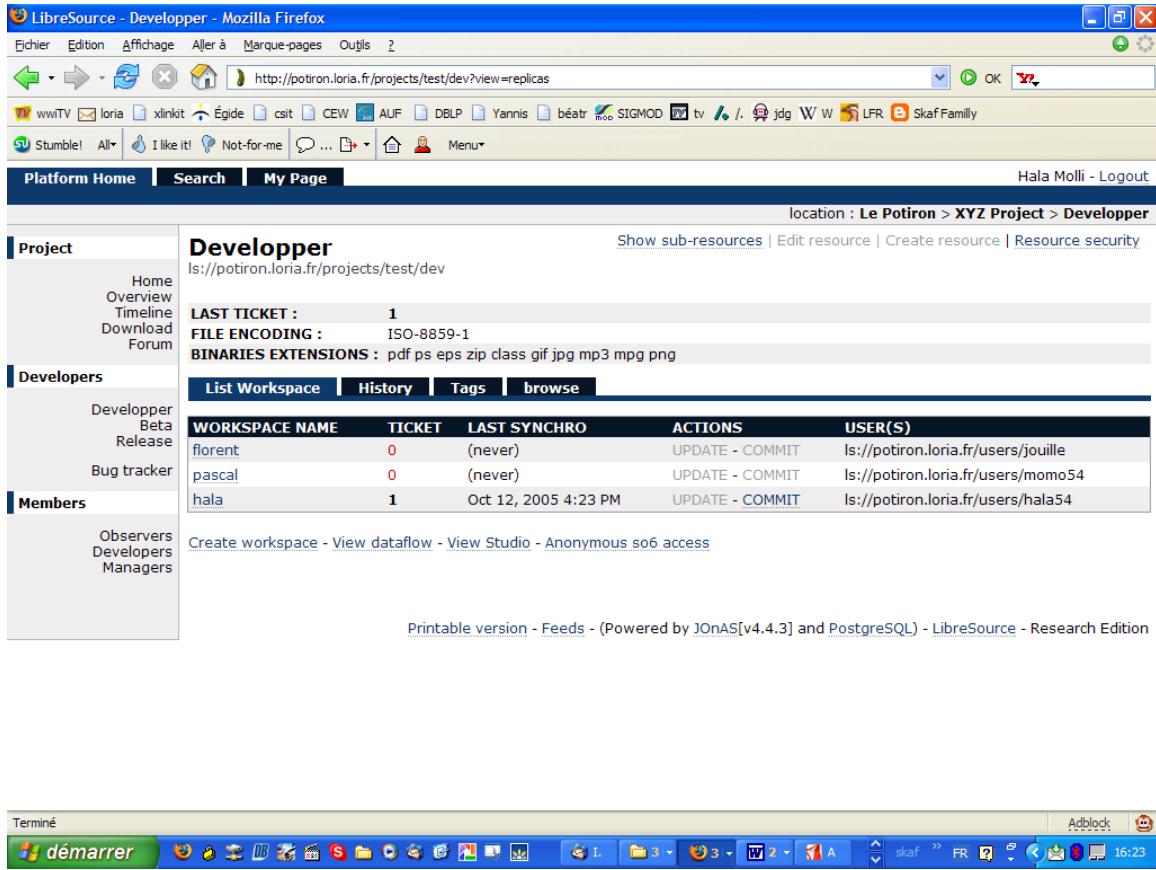 LibreSource - Developper - Mozilla Firefox
Fichier Edition Affichage Aller à Marque-pages Outils ?
http://potiron.loria.fr/projects/test/dev?view=replicas OK
wwiTV loria xlinkit Égide csit CEW AUF DBLP Yannis béatr SIGMOD tv /. jdg W LFR Skaf Familly
Stumble! All I like it! Not-for-me ... Menu
Platform Home Search My Page Hala Molli - Logout
location : Le Potiron > XYZ Project > Developper
Project
Home
Overview
Timeline
Download
Forum
Developers
Developper
Beta
Release
Bug tracker
Members
Observers
Developers
Managers
Developper
Show sub-resources | Edit resource | Create resource | Resource security
ls://potiron.loria.fr/projects/test/dev
LAST TICKET : 1
FILE ENCODING : ISO-8859-1
BINARIES EXTENSIONS : pdf ps eps zip class gif jpg mp3 mpg png
List Workspace History Tags browse
WORKSPACE NAME TICKET LAST SYNCHRO ACTIONS USER(S)
florent 0 (never) UPDATE - COMMIT ls://potiron.loria.fr/users/jouille
pascal 0 (never) UPDATE - COMMIT ls://potiron.loria.fr/users/momo54
hala 1 Oct 12, 2005 4:23 PM UPDATE - COMMIT ls://potiron.loria.fr/users/hala54
Create workspace - View dataflow - View Studio - Anonymous so6 access
Printable version - Feeds - (Powered by JOnAS[v4.4.3] and PostgreSQL) - LibreSource - Research Edition
Terminé Adblock
démarrer I. 3 3 2 A skaf » FR 16:23